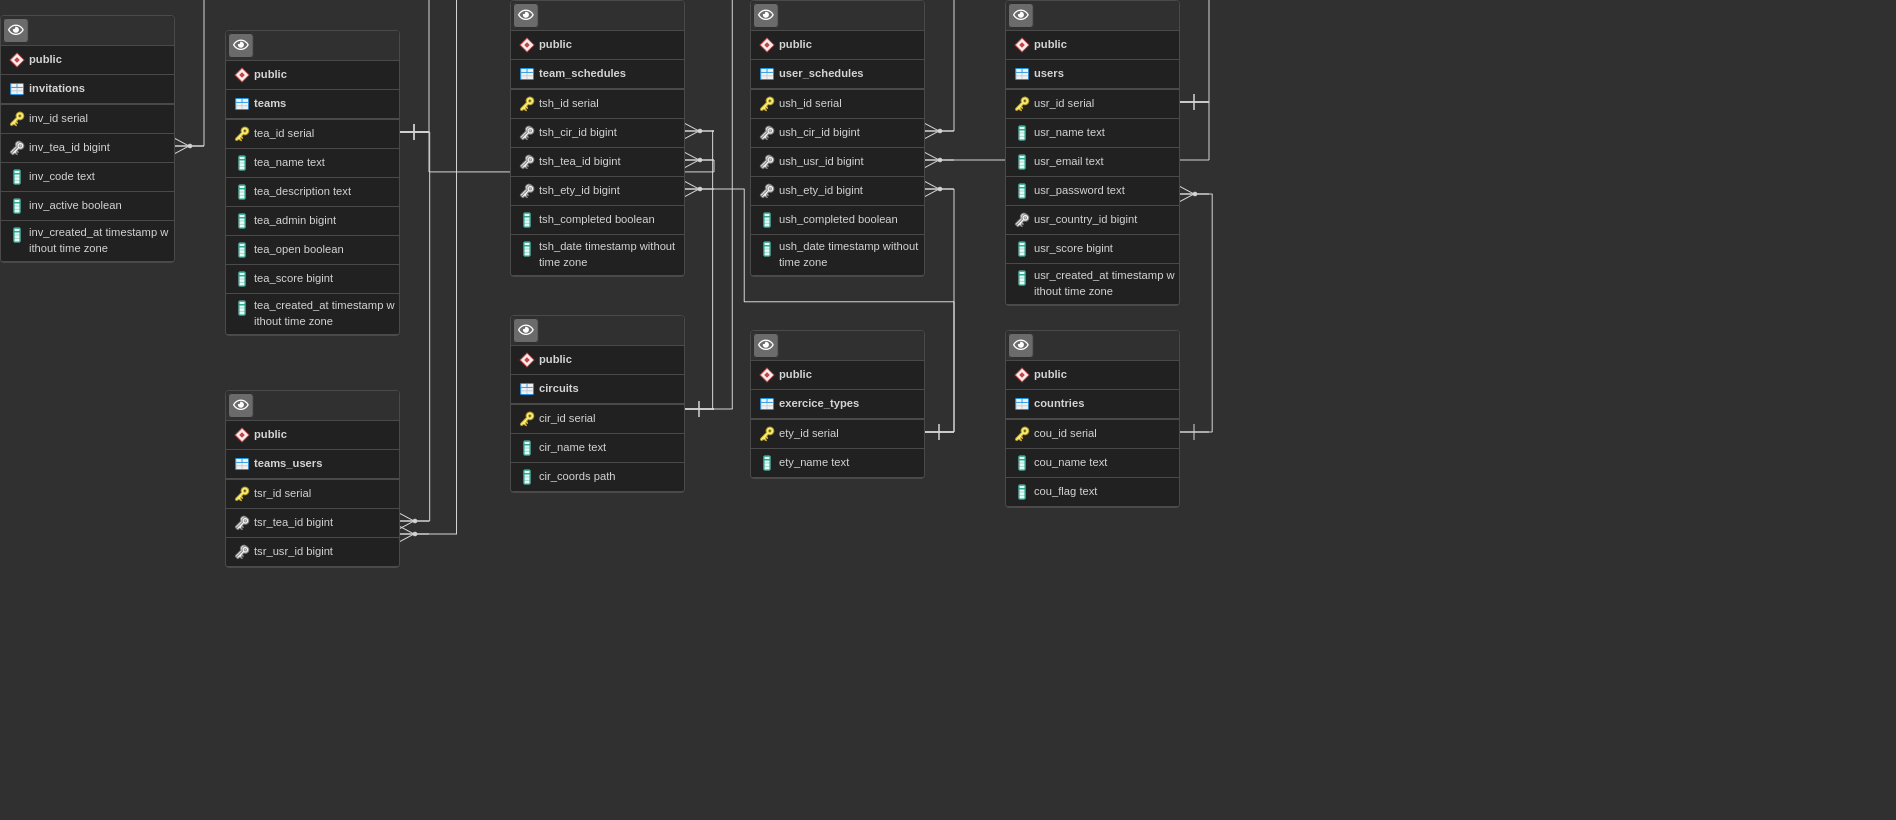 public
invitations
inv_id serial
inv_tea_id bigint
inv_code text
inv_active boolean
inv_created_at timestamp w
ithout time zone
public
teams
tea_id serial
tea_name text
tea_description text
tea_admin bigint
tea_open boolean
tea_score bigint
tea_created_at timestamp w
ithout time zone
public
teams_users
tsr_id serial
tsr_tea_id bigint
tsr_usr_id bigint
public
team_schedules
tsh_id serial
tsh_cir_id bigint
tsh_tea_id bigint
tsh_ety_id bigint
tsh_completed boolean
tsh_date timestamp without
time zone
public
circuits
cir_id serial
cir_name text
cir_coords path
public
user_schedules
ush_id serial
ush_cir_id bigint
ush_usr_id bigint
ush_ety_id bigint
ush_completed boolean
ush_date timestamp without
time zone
public
exercice_types
ety_id serial
ety_name text
public
users
usr_id serial
usr_name text
usr_email text
usr_password text
usr_country_id bigint
usr_score bigint
usr_created_at timestamp w
ithout time zone
public
countries
cou_id serial
cou_name text
cou_flag text